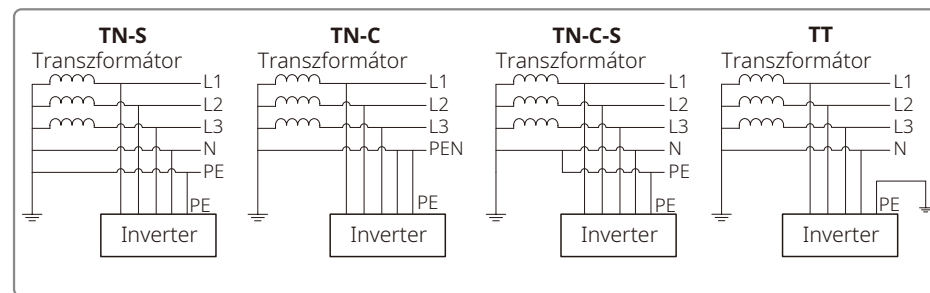 TN-S
Transzformátor
L1
L2
L3
N
PE
PE
Inverter
TN-C
Transzformátor
L1
L2
L3
PEN
PE
Inverter
TN-C-S
Transzformátor
L1
L2
L3
N
PE
PE
Inverter
TT
Transzformátor
L1
L2
L3
N
PE
Inverter